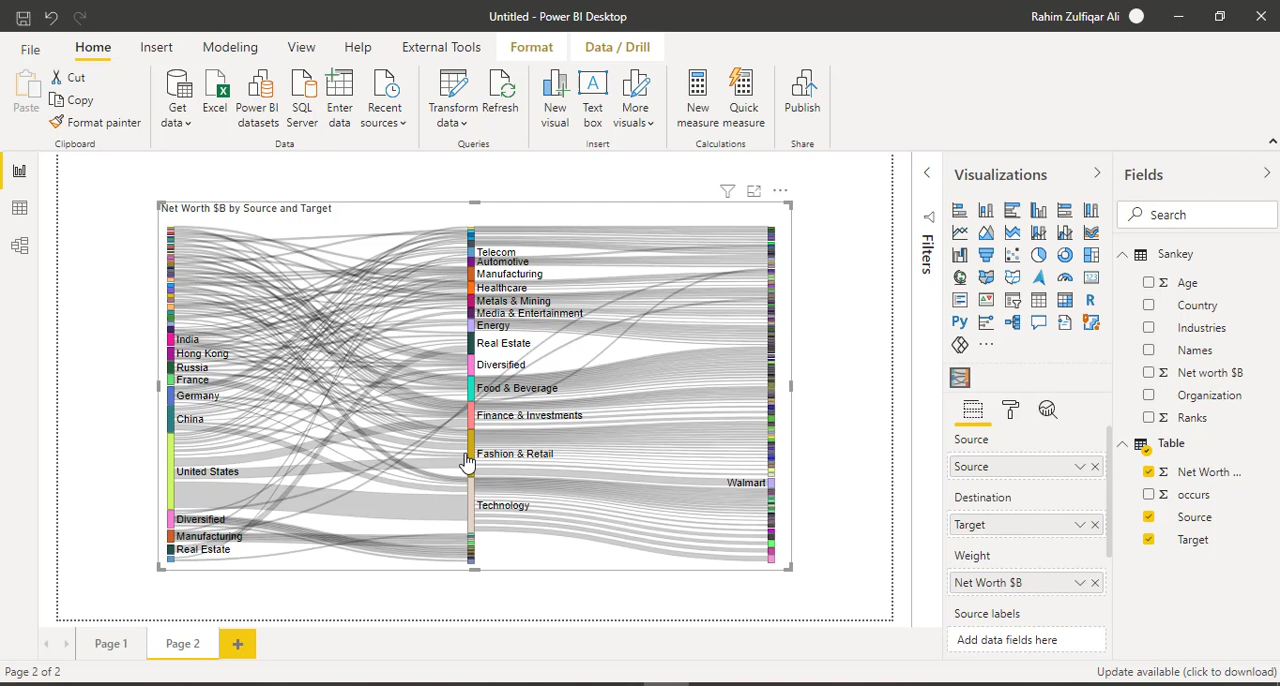 Untitled - Power BI Desktop
Rahim Zulfiqar Ali
File Home Insert Modeling View Help External Tools Format Data / Drill
Paste
Cut
Copy
Format painter
Clipboard
Get data
Excel
Power BI datasets
SQL Server
Enter data
Recent sources
Data
Transform data
Refresh
Queries
New visual
Text box
More visuals
Insert
New measure
Quick measure
Calculations
Publish
Share
Net Worth $B by Source and Target
India
Hong Kong
Russia
France
Germany
China
United States
Diversified
Manufacturing
Real Estate
Telecom
Automotive
Manufacturing
Healthcare
Metals & Mining
Media & Entertainment
Energy
Real Estate
Diversified
Food & Beverage
Finance & Investments
Fashion & Retail
Technology
Walmart
Filters
Visualizations
123
R
Py
Source
Source
Destination
Target
Weight
Net Worth $B
Source labels
Add data fields here
Fields
Search
Sankey
Σ Age
Country
Industries
Names
Σ Net worth $B
Organization
Σ Ranks
Table
Σ Net Worth ...
Σ occurs
Source
Target
Page 1
Page 2
Page 2 of 2
Update available (click to download)